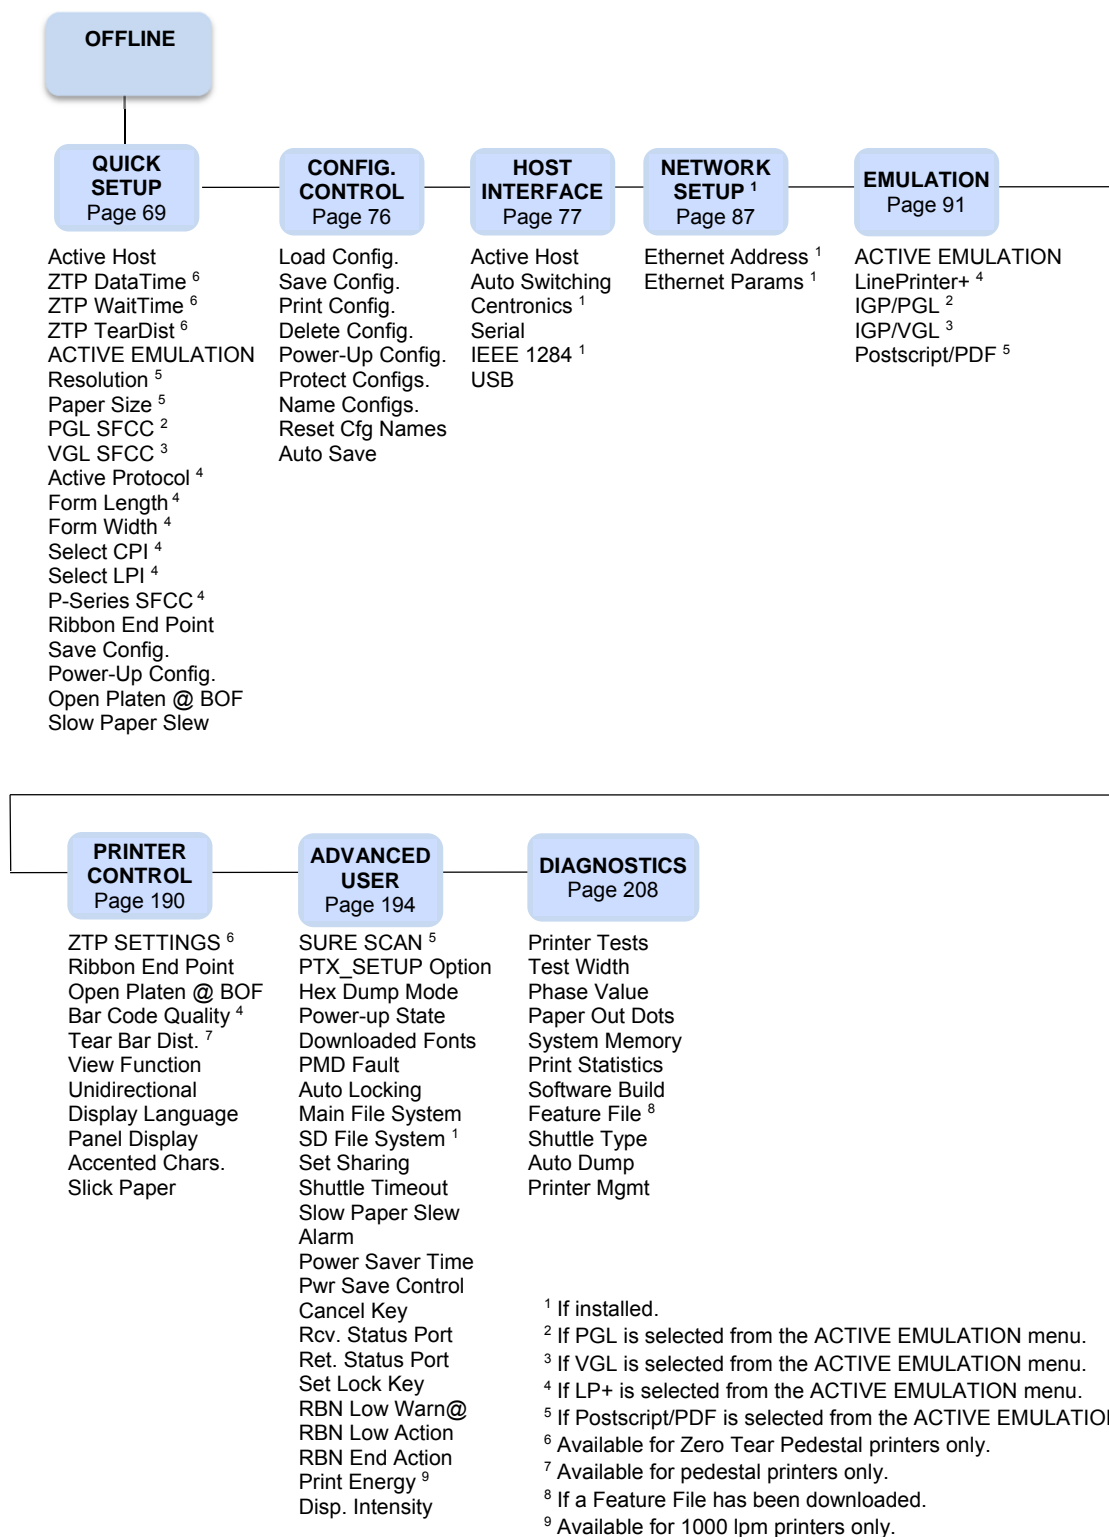 OFFLINE
QUICK
SETUP
Page 69
Active Host
ZTP DataTime 6
ZTP WaitTime 6
ZTP TearDist 6
ACTIVE EMULATION
Resolution 5
Paper Size 5
PGL SFCC 2
VGL SFCC 3
Active Protocol 4
Form Length 4
Form Width 4
Select CPI 4
Select LPI 4
P-Series SFCC 4
Ribbon End Point
Save Config.
Power-Up Config.
Open Platen @ BOF
Slow Paper Slew
CONFIG.
CONTROL
Page 76
Load Config.
Save Config.
Print Config.
Delete Config.
Power-Up Config.
Protect Configs.
Name Configs.
Reset Cfg Names
Auto Save
HOST
INTERFACE
Page 77
Active Host
Auto Switching
Centronics 1
Serial
IEEE 1284 1
USB
NETWORK
SETUP 1
Page 87
Ethernet Address 1
Ethernet Params 1
EMULATION
Page 91
ACTIVE EMULATION
LinePrinter+ 4
IGP/PGL 2
IGP/VGL 3
Postscript/PDF 5
PRINTER
CONTROL
Page 190
ZTP SETTINGS 6
Ribbon End Point
Open Platen @ BOF
Bar Code Quality 4
Tear Bar Dist. 7
View Function
Unidirectional
Display Language
Panel Display
Accented Chars.
Slick Paper
ADVANCED
USER
Page 194
SURE SCAN 5
PTX_SETUP Option
Hex Dump Mode
Power-up State
Downloaded Fonts
PMD Fault
Auto Locking
Main File System
SD File System 1
Set Sharing
Shuttle Timeout
Slow Paper Slew
Alarm
Power Saver Time
Pwr Save Control
Cancel Key
Rcv. Status Port
Ret. Status Port
Set Lock Key
RBN Low Warn@
RBN Low Action
RBN End Action
Print Energy 9
Disp. Intensity
DIAGNOSTICS
Page 208
Printer Tests
Test Width
Phase Value
Paper Out Dots
System Memory
Print Statistics
Software Build
Feature File 8
Shuttle Type
Auto Dump
Printer Mgmt
1 If installed.
2 If PGL is selected from the ACTIVE EMULATION menu.
3 If VGL is selected from the ACTIVE EMULATION menu.
4 If LP+ is selected from the ACTIVE EMULATION menu.
5 If Postscript/PDF is selected from the ACTIVE EMULATION
6 Available for Zero Tear Pedestal printers only.
7 Available for pedestal printers only.
8 If a Feature File has been downloaded.
9 Available for 1000 lpm printers only.